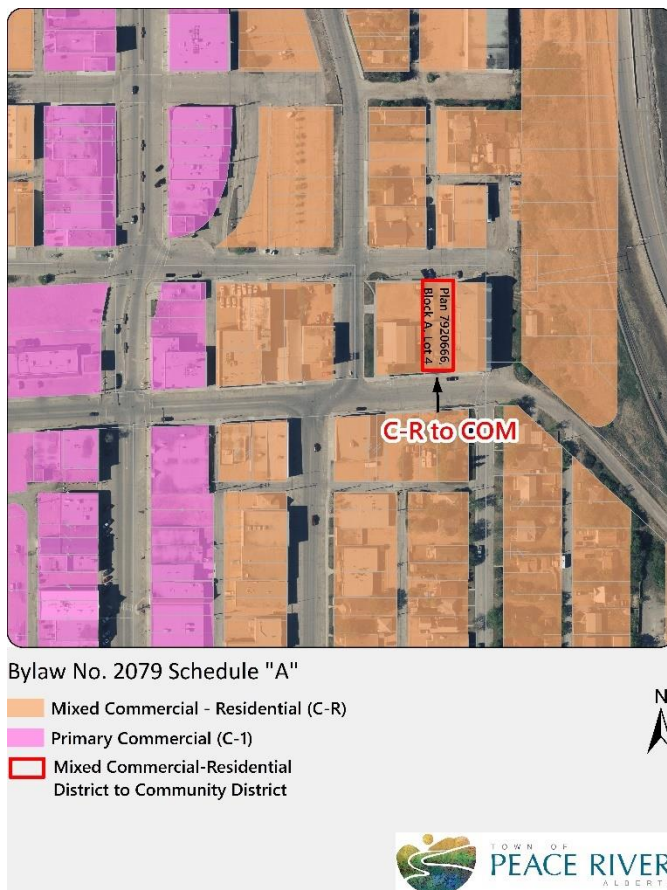 Plan 7920666,
Block A, Lot 4
C-R to COM
Bylaw No. 2079 Schedule "A"
Mixed Commercial - Residential (C-R)
Primary Commercial (C-1)
Mixed Commercial-Residential
District to Community District
N
TOWN OF
PEACE RIVER
ALBERT